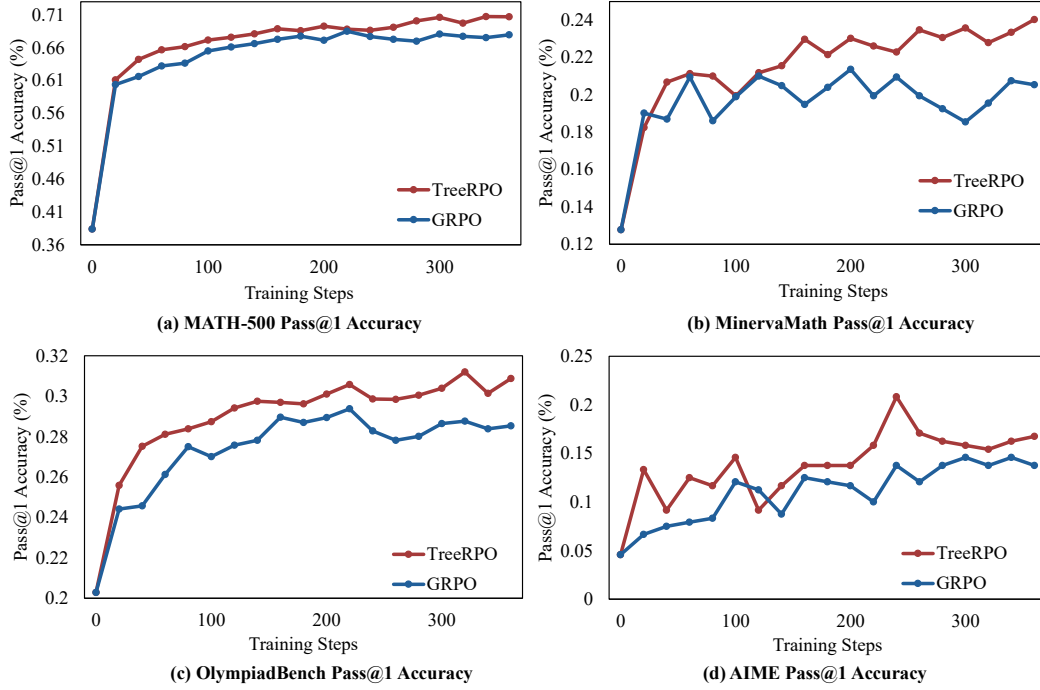 Pass@1 Accuracy (%)
0.71
0.66
0.61
0.56
0.51
0.46
0.41
0.36
TreeRPO
GRPO
0 100 200 300
Training Steps
(a) MATH-500 Pass@1 Accuracy
Pass@1 Accuracy (%)
0.24
0.22
0.2
0.18
0.16
0.14
0.12
TreeRPO
GRPO
0 100 200 300
Training Steps
(b) MinervaMath Pass@1 Accuracy
Pass@1 Accuracy (%)
0.32
0.3
0.28
0.26
0.24
0.22
0.2
TreeRPO
GRPO
0 100 200 300
Training Steps
(c) OlympiadBench Pass@1 Accuracy
Pass@1 Accuracy (%)
0.25
0.2
0.15
0.1
0.05
0
TreeRPO
GRPO
0 100 200 300
Training Steps
(d) AIME Pass@1 Accuracy